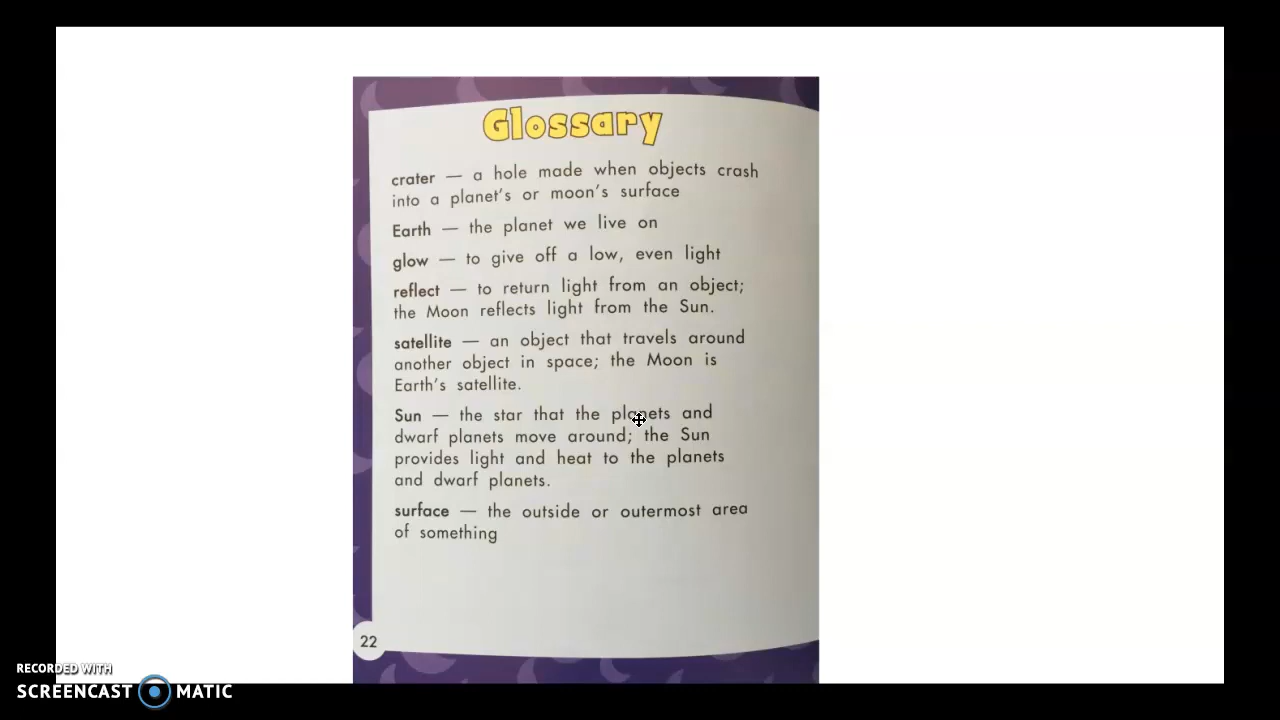 Glossary
crater — a hole made when objects crash
into a planet's or moon's surface
Earth — the planet we live on
glow — to give off a low, even light
reflect — to return light from an object;
the Moon reflects light from the Sun.
satellite — an object that travels around
another object in space; the Moon is
Earth's satellite.
Sun — the star that the planets and
dwarf planets move around; the Sun
provides light and heat to the planets
and dwarf planets.
surface — the outside or outermost area
of something
22
RECORDED WITH
SCREENCAST MATIC